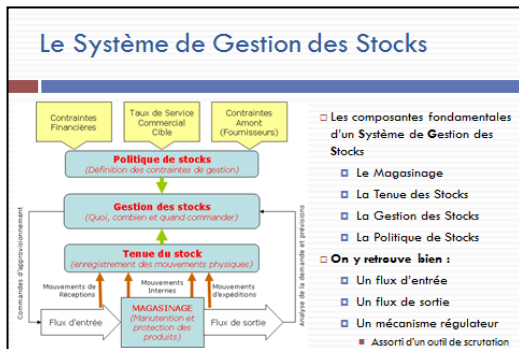 Le Système de Gestion des Stocks
Contraintes
Financières
Taux de Service
Commercial
Cible
Contraintes
Amont
(Fournisseurs)
Politique de stocks
(Définition des contraintes de gestion)
Gestion des stocks
(Quoi, combien et quand commander)
Tenue du stock
(enregistrement des mouvements physiques)
Commandes d'approvisionnement
Analyse de la demande et prévisions
Mouvements
de Réceptions
Mouvements
Internes
Mouvements
d'Expéditions
Flux d'entrée
MAGASINAGE
(Manutention et
protection des
produits)
Flux de sortie
Les composantes fondamentales
d'un Système de Gestion des
Stocks
Le Magasinage
La Tenue des Stocks
La Gestion des Stocks
La Politique de Stocks
On y retrouve bien :
Un flux d'entrée
Un flux de sortie
Un mécanisme régulateur
Assorti d'un outil de scrutation